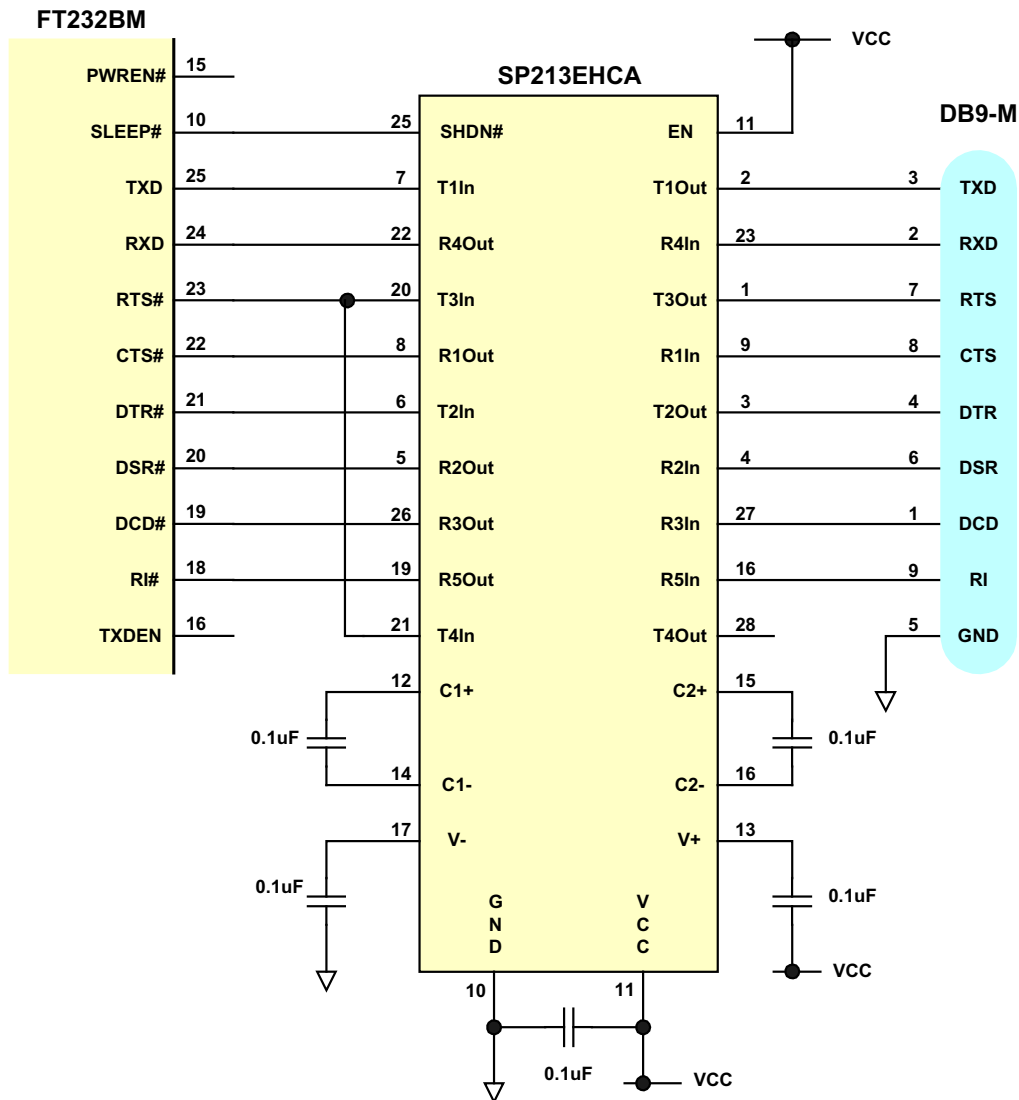 FT232BM
SP213EHCA
VCC
DB9-M
PWREN# 15
SLEEP# 10 25 SHDN# EN 11
TXD 25 7 T1In T1Out 2 3 TXD
RXD 24 22 R4Out R4In 23 2 RXD
RTS# 23 20 T3In T3Out 1 7 RTS
CTS# 22 8 R1Out R1In 9 8 CTS
DTR# 21 6 T2In T2Out 3 4 DTR
DSR# 20 5 R2Out R2In 4 6 DSR
DCD# 19 26 R3Out R3In 27 1 DCD
RI# 18 19 R5Out R5In 16 9 RI
TXDEN 16 21 T4In T4Out 28 5 GND
12 C1+ C2+ 15
0.1uF 0.1uF
14 C1- C2- 16
17 V- V+ 13
0.1uF 0.1uF
GND VCC
VCC
10 11
0.1uF VCC